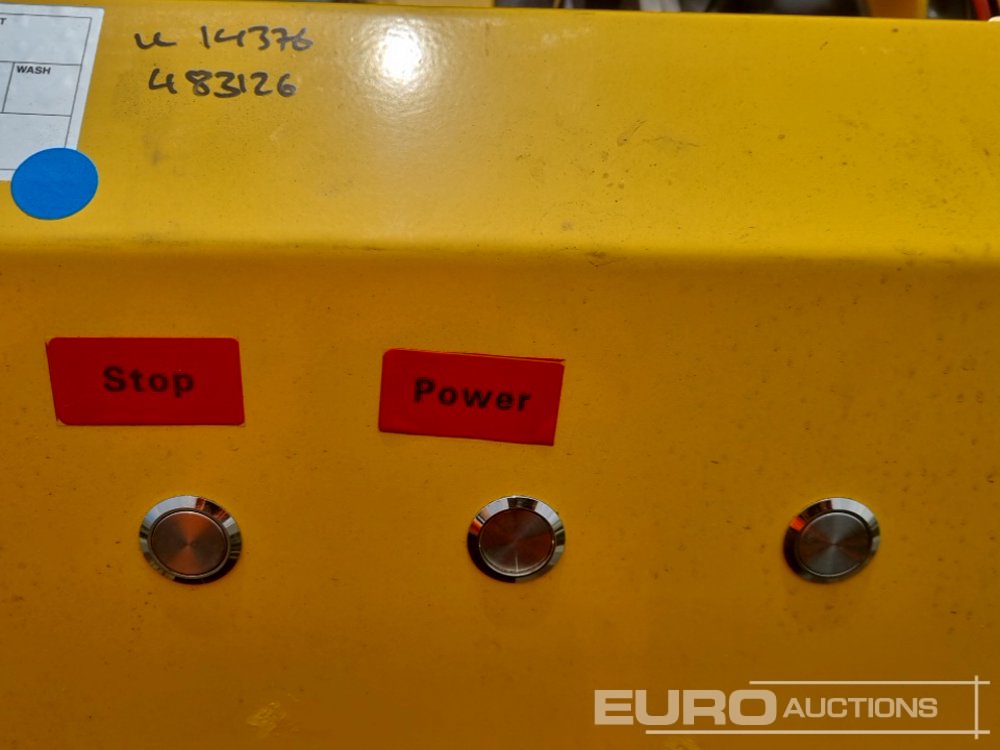 T
WASH
u 14376
483126
Stop
Power
EURO AUCTIONS